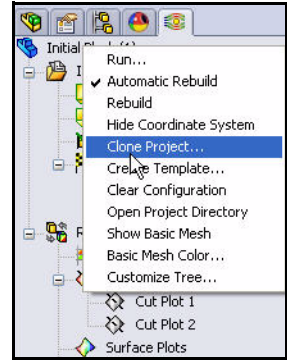 Initial
Run...
Automatic Rebuild
Rebuild
Hide Coordinate System
Clone Project...
Create Template...
Clear Configuration
Open Project Directory
Show Basic Mesh
Basic Mesh Color...
Customize Tree...
Cut Plot 1
Cut Plot 2
Surface Plots